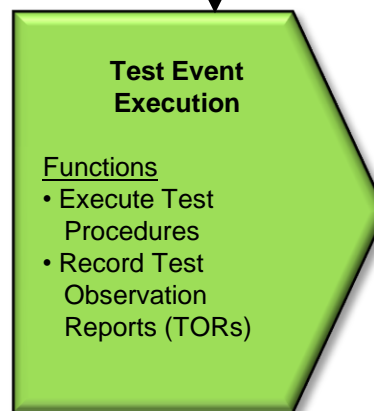 Test Event
Execution
Functions
• Execute Test
Procedures
• Record Test
Observation
Reports (TORs)